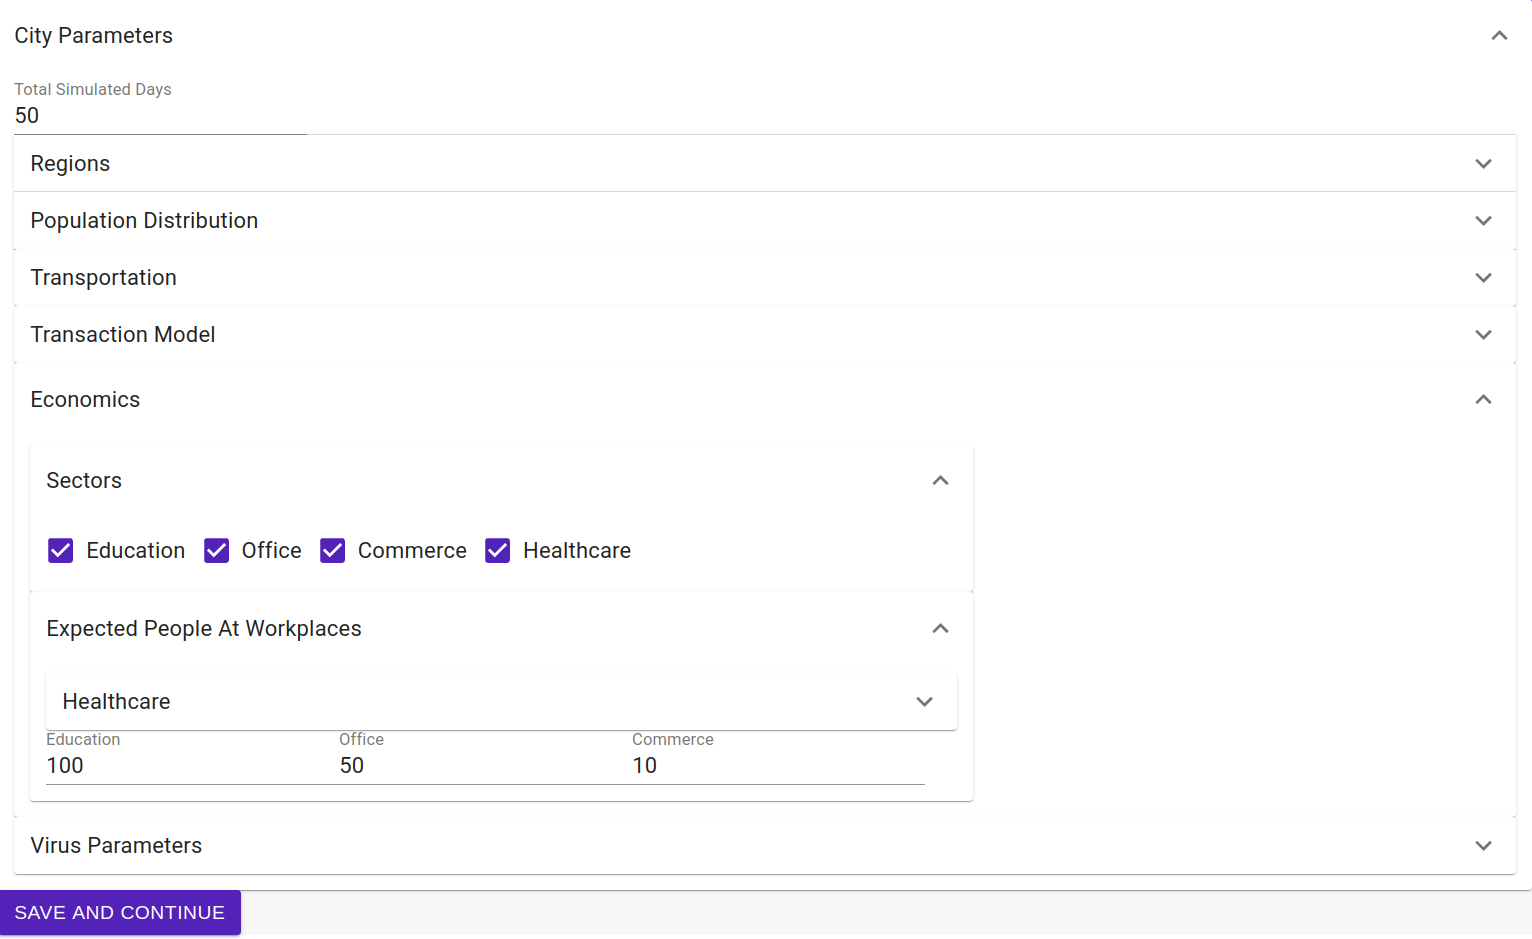 City Parameters
Total Simulated Days
50
Regions
Population Distribution
Transportation
Transaction Model
Economics
Sectors
Education Office Commerce Healthcare
Expected People At Workplaces
Healthcare
Education Office Commerce
100 50 10
Virus Parameters
SAVE AND CONTINUE